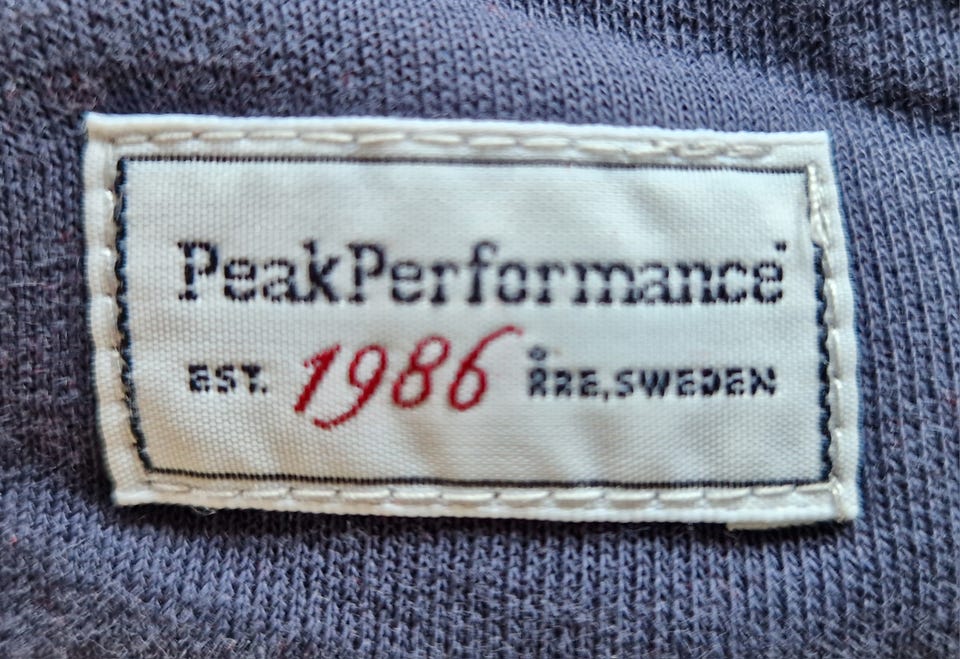 PeakPerformance
EST. 1986 ÅRE, SWEDEN